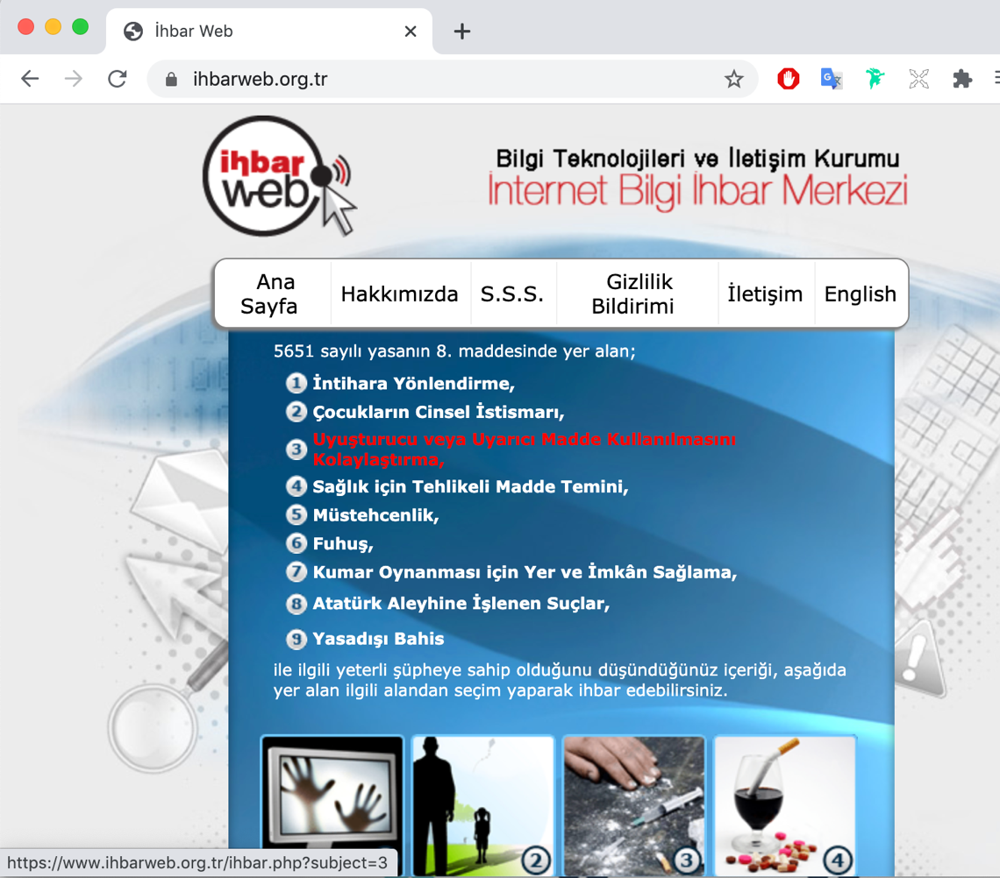 İhbar Web
ihbarweb.org.tr
ihbar
web
Bilgi Teknolojileri ve İletişim Kurumu
İnternet Bilgi İhbar Merkezi
Ana
Sayfa
Hakkımızda
S.S.S.
Gizlilik
Bildirimi
İletişim
English
5651 sayılı yasanın 8. maddesinde yer alan;
1 İntihara Yönlendirme,
2 Çocukların Cinsel İstismarı,
3 Uyuşturucu veya Uyarıcı Madde Kullanılmasını
Kolaylaştırma,
4 Sağlık için Tehlikeli Madde Temini,
5 Müstehcenlik,
6 Fuhuş,
7 Kumar Oynanması için Yer ve İmkân Sağlama,
8 Atatürk Aleyhine İşlenen Suçlar,
9 Yasadışı Bahis
ile ilgili yeterli şüpheye sahip olduğunu düşündüğünüz içeriği, aşağıda
yer alan ilgili alandan seçim yaparak ihbar edebilirsiniz.
2
3
4
https://www.ihbarweb.org.tr/ihbar.php?subject=3